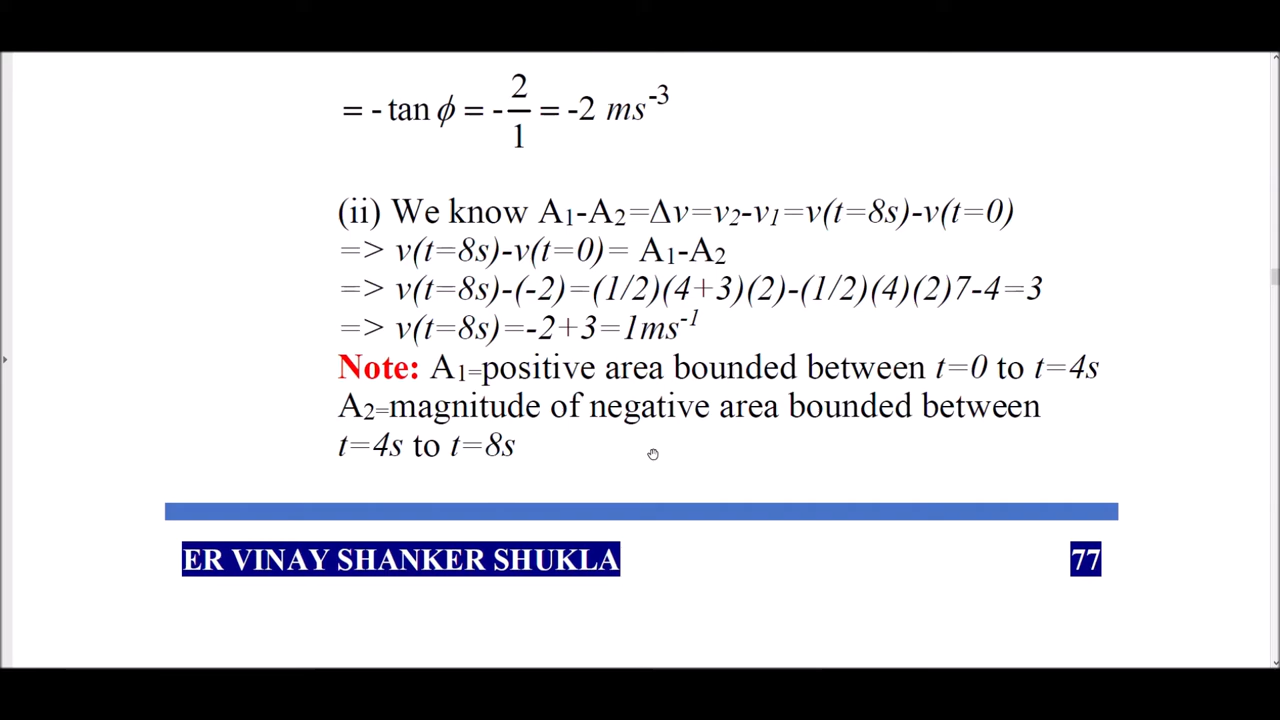 = - tan ϕ = - 2/1 = -2 ms⁻³
(ii) We know A₁-A₂=Δv=v₂-v₁=v(t=8s)-v(t=0)
=> v(t=8s)-v(t=0)= A₁-A₂
=> v(t=8s)-(-2)=(1/2)(4+3)(2)-(1/2)(4)(2)7-4=3
=> v(t=8s)=-2+3=1ms⁻¹
Note: A₁=positive area bounded between t=0 to t=4s
A₂=magnitude of negative area bounded between
t=4s to t=8s
ER VINAY SHANKER SHUKLA 77